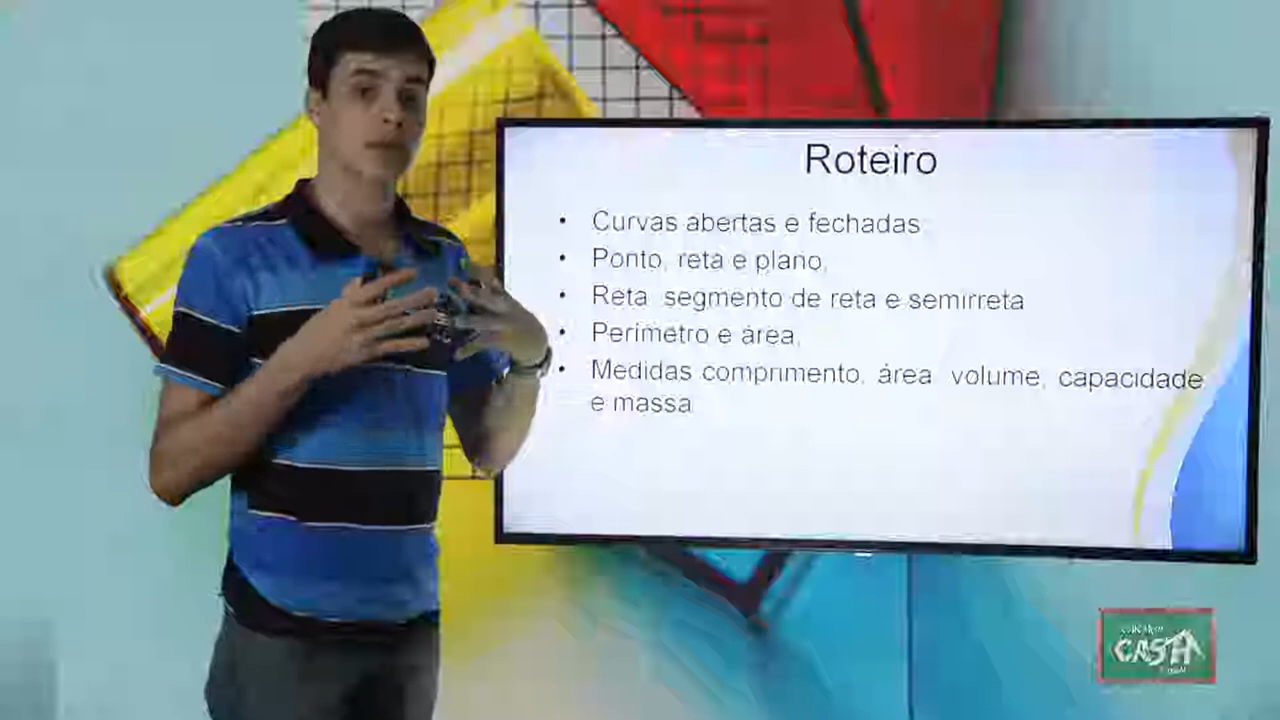 Roteiro
• Curvas abertas e fechadas
• Ponto, reta e plano,
• Reta segmento de reta e semirreta
• Perímetro e área,
• Medidas comprimento, área volume, capacidade
e massa
CASA